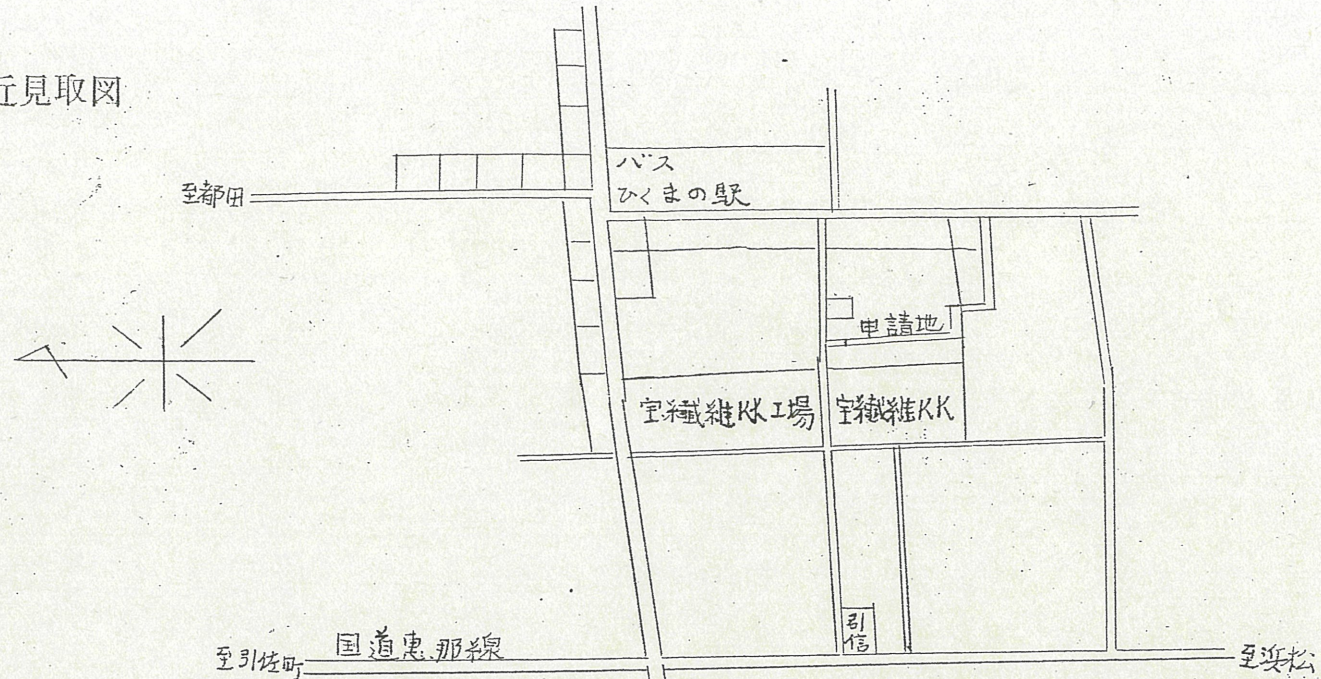 近見取図
バス
ひくまの駅
至都田
申請地
宝繊維KK工場
宝繊維KK
引信
国道恵那線
至引佐町
至浜松